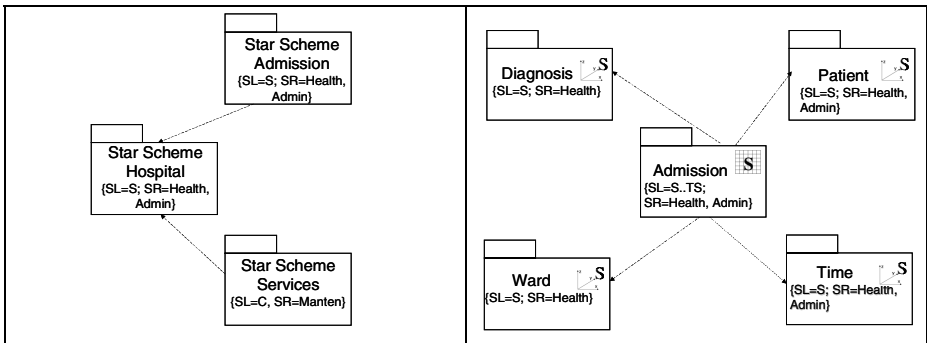 Star Scheme
Admission
{SL=S; SR=Health,
Admin}
Star Scheme
Hospital
{SL=S; SR=Health,
Admin}
Star Scheme
Services
{SL=C, SR=Manten}
Diagnosis S
{SL=S; SR=Health}
Patient S
{SL=S; SR=Health,
Admin}
Admission S
{SL=S..TS;
SR=Health, Admin}
Ward S
{SL=S; SR=Health}
Time S
{SL=S; SR=Health,
Admin}